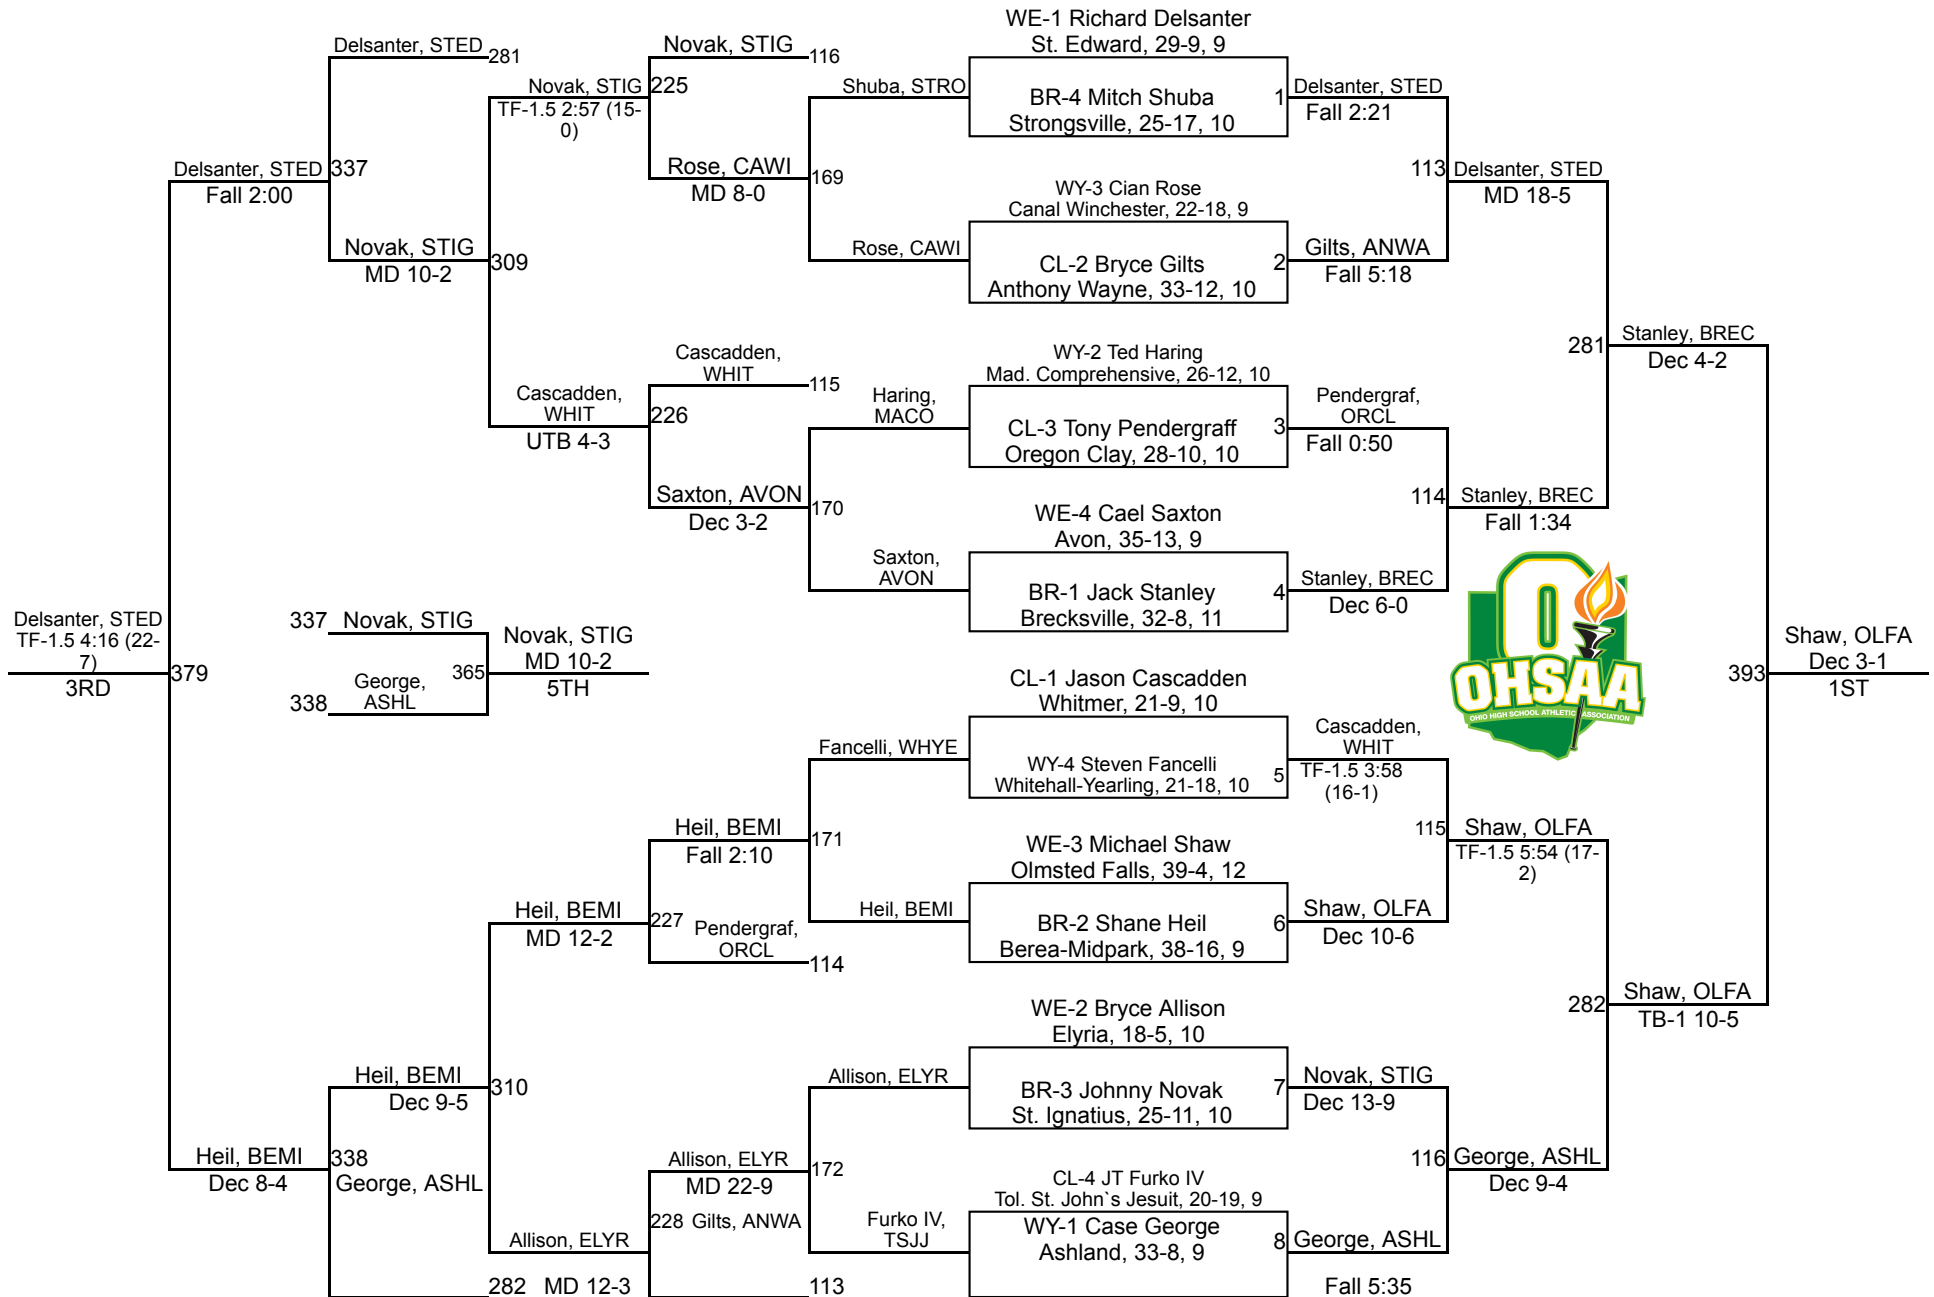 WE-1 Richard Delsanter
St. Edward, 29-9, 9
BR-4 Mitch Shuba
Strongsville, 25-17, 10
1
WY-3 Cian Rose
Canal Winchester, 22-18, 9
CL-2 Bryce Gilts
Anthony Wayne, 33-12, 10
2
WY-2 Ted Haring
Mad. Comprehensive, 26-12, 10
CL-3 Tony Pendergraff
Oregon Clay, 28-10, 10
3
WE-4 Cael Saxton
Avon, 35-13, 9
BR-1 Jack Stanley
Brecksville, 32-8, 11
4
CL-1 Jason Cascadden
Whitmer, 21-9, 10
WY-4 Steven Fancelli
Whitehall-Yearling, 21-18, 10
5
WE-3 Michael Shaw
Olmsted Falls, 39-4, 12
BR-2 Shane Heil
Berea-Midpark, 38-16, 9
6
WE-2 Bryce Allison
Elyria, 18-5, 10
BR-3 Johnny Novak
St. Ignatius, 25-11, 10
7
CL-4 JT Furko IV
Tol. St. John`s Jesuit, 20-19, 9
WY-1 Case George
Ashland, 33-8, 9
8
Delsanter, STED
Fall 2:21
Gilts, ANWA
Fall 5:18
Pendergraf,
ORCL
Fall 0:50
Stanley, BREC
Dec 6-0
Cascadden,
WHIT
TF-1.5 3:58
(16-1)
Shaw, OLFA
Dec 10-6
Novak, STIG
Dec 13-9
George, ASHL
Fall 5:35
113
Delsanter, STED
MD 18-5
114
Stanley, BREC
Fall 1:34
115
Shaw, OLFA
TF-1.5 5:54 (17-
2)
116
George, ASHL
Dec 9-4
281
Stanley, BREC
Dec 4-2
282
Shaw, OLFA
TB-1 10-5
393
Shaw, OLFA
Dec 3-1
1ST
O
OHSAA
OHIO HIGH SCHOOL ATHLETIC ASSOCIATION
Shuba, STRO
Rose, CAWI
Haring,
MACO
Saxton,
AVON
Fancelli, WHYE
Heil, BEMI
Allison, ELYR
Furko IV,
TSJJ
Novak, STIG
116
Rose, CAWI
MD 8-0
169
Cascadden,
WHIT
115
Saxton, AVON
Dec 3-2
170
Heil, BEMI
Fall 2:10
171
Pendergraf,
ORCL
114
Allison, ELYR
MD 22-9
172
Gilts, ANWA
113
Novak, STIG
TF-1.5 2:57 (15-
0)
225
Cascadden,
WHIT
UTB 4-3
226
Heil, BEMI
MD 12-2
227
Allison, ELYR
MD 12-3
228
Delsanter, STED
281
Novak, STIG
MD 10-2
309
Heil, BEMI
Dec 9-5
310
George, ASHL
282
Delsanter, STED
Fall 2:00
337
Heil, BEMI
Dec 8-4
338
Delsanter, STED
TF-1.5 4:16 (22-
7)
3RD
379
337
Novak, STIG
338
George,
ASHL
365
Novak, STIG
MD 10-2
5TH